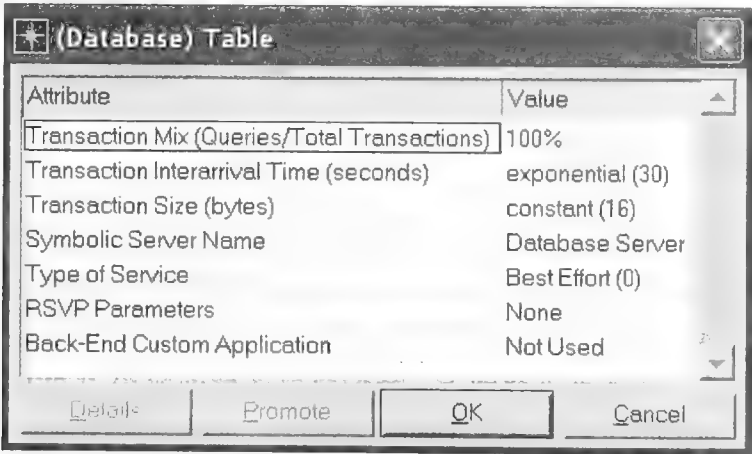 (Database) Table
Attribute Value
Transaction Mix (Queries/Total Transactions) 100%
Transaction Interarrival Time (seconds) exponential (30)
Transaction Size (bytes) constant (16)
Symbolic Server Name Database Server
Type of Service Best Effort (0)
RSVP Parameters None
Back-End Custom Application Not Used
Details Promote OK Cancel